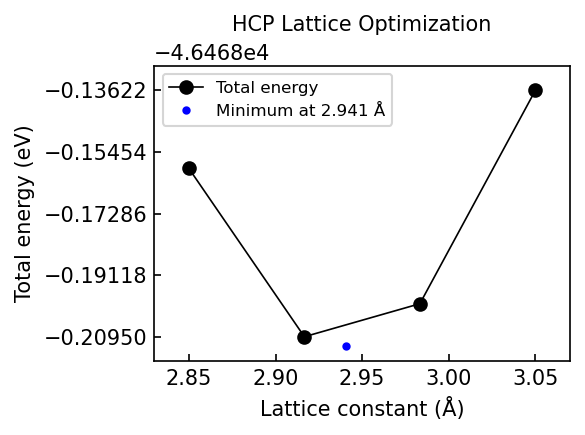 HCP Lattice Optimization
−4.6468e4
Total energy
Minimum at 2.941 Å
−0.13622
−0.15454
−0.17286
−0.19118
−0.20950
Total energy (eV)
2.85 2.90 2.95 3.00 3.05
Lattice constant (Å)